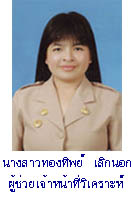 นางสาวทองทิพย์ เสิกนอก
ผู้ช่วยเจ้าหน้าที่วิเคราะห์